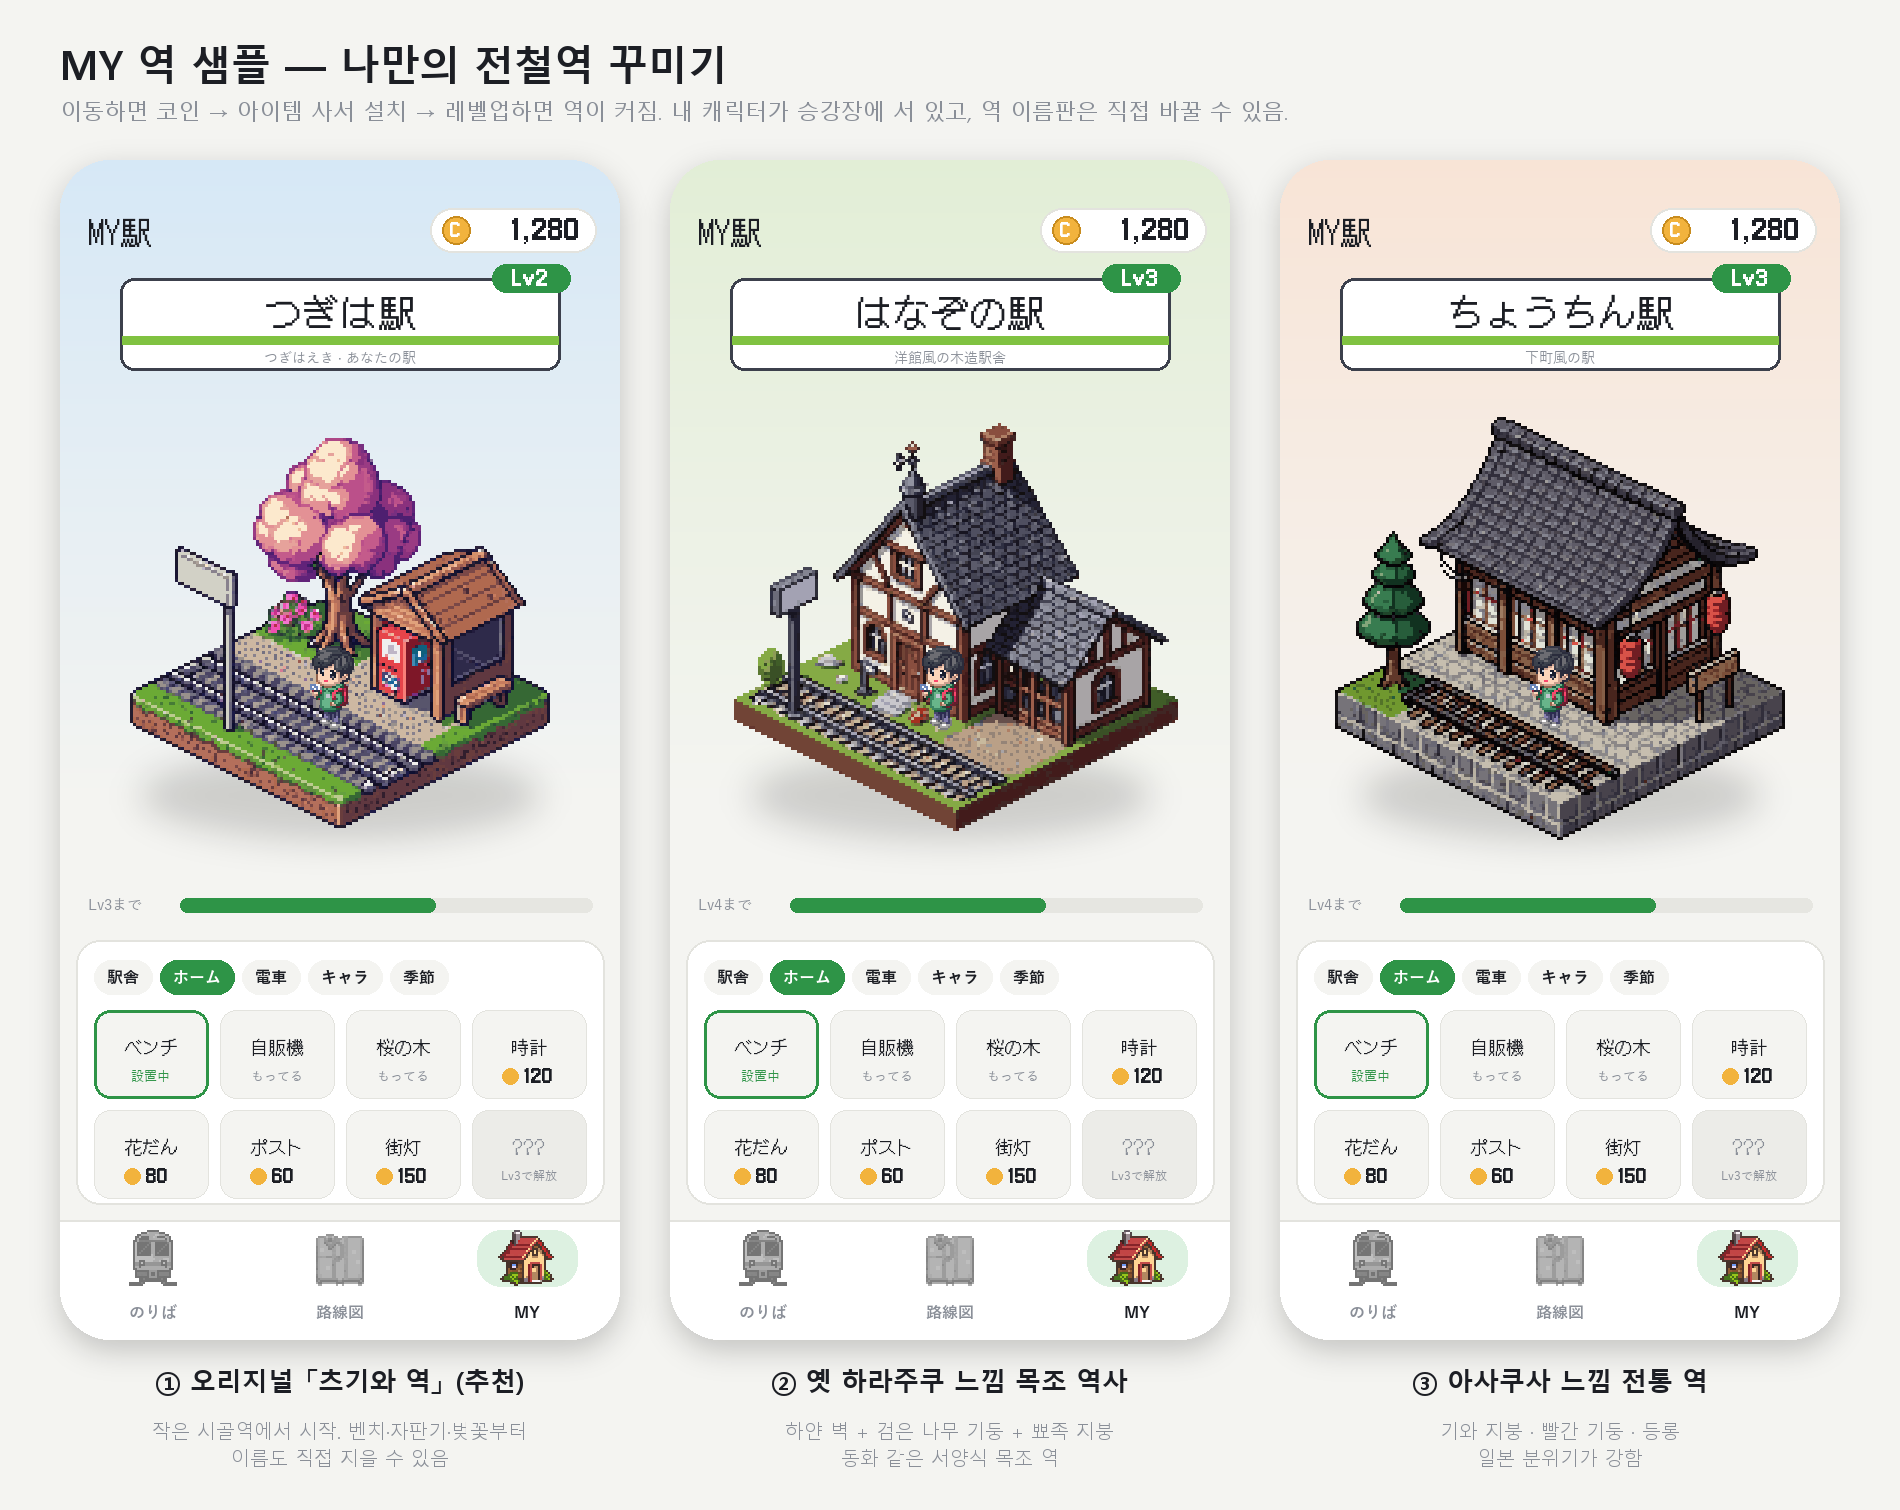 MY 역 샘플 — 나만의 전철역 꾸미기
이동하면 코인 → 아이템 사서 설치 → 레벨업하면 역이 커짐. 내 캐릭터가 승강장에 서 있고, 역 이름판은 직접 바꿀 수 있음.
MY駅
C 1,280
Lv2
つぎは駅
つぎはえき · あなたの駅
Lv3まで
駅舎 ホーム 電車 キャラ 季節
ベンチ 自販機 桜の木 時計
設置中 もってる もってる 120
花だん ポスト 街灯 ???
80 60 150 Lv3で解放
のりば 路線図 MY
① 오리지널「츠기와 역」(추천)
작은 시골역에서 시작. 벤치·자판기·벚꽃부터
이름도 직접 지을 수 있음
MY駅
C 1,280
Lv3
はなぞの駅
洋館風の木造駅舎
Lv4まで
駅舎 ホーム 電車 キャラ 季節
ベンチ 自販機 桜の木 時計
設置中 もってる もってる 120
花だん ポスト 街灯 ???
80 60 150 Lv3で解放
のりば 路線図 MY
② 옛 하라주쿠 느낌 목조 역사
하얀 벽 + 검은 나무 기둥 + 뾰족 지붕
동화 같은 서양식 목조 역
MY駅
C 1,280
Lv3
ちょうちん駅
下町風の駅
Lv4まで
駅舎 ホーム 電車 キャラ 季節
ベンチ 自販機 桜の木 時計
設置中 もってる もってる 120
花だん ポスト 街灯 ???
80 60 150 Lv3で解放
のりば 路線図 MY
③ 아사쿠사 느낌 전통 역
기와 지붕 · 빨간 기둥 · 등롱
일본 분위기가 강함